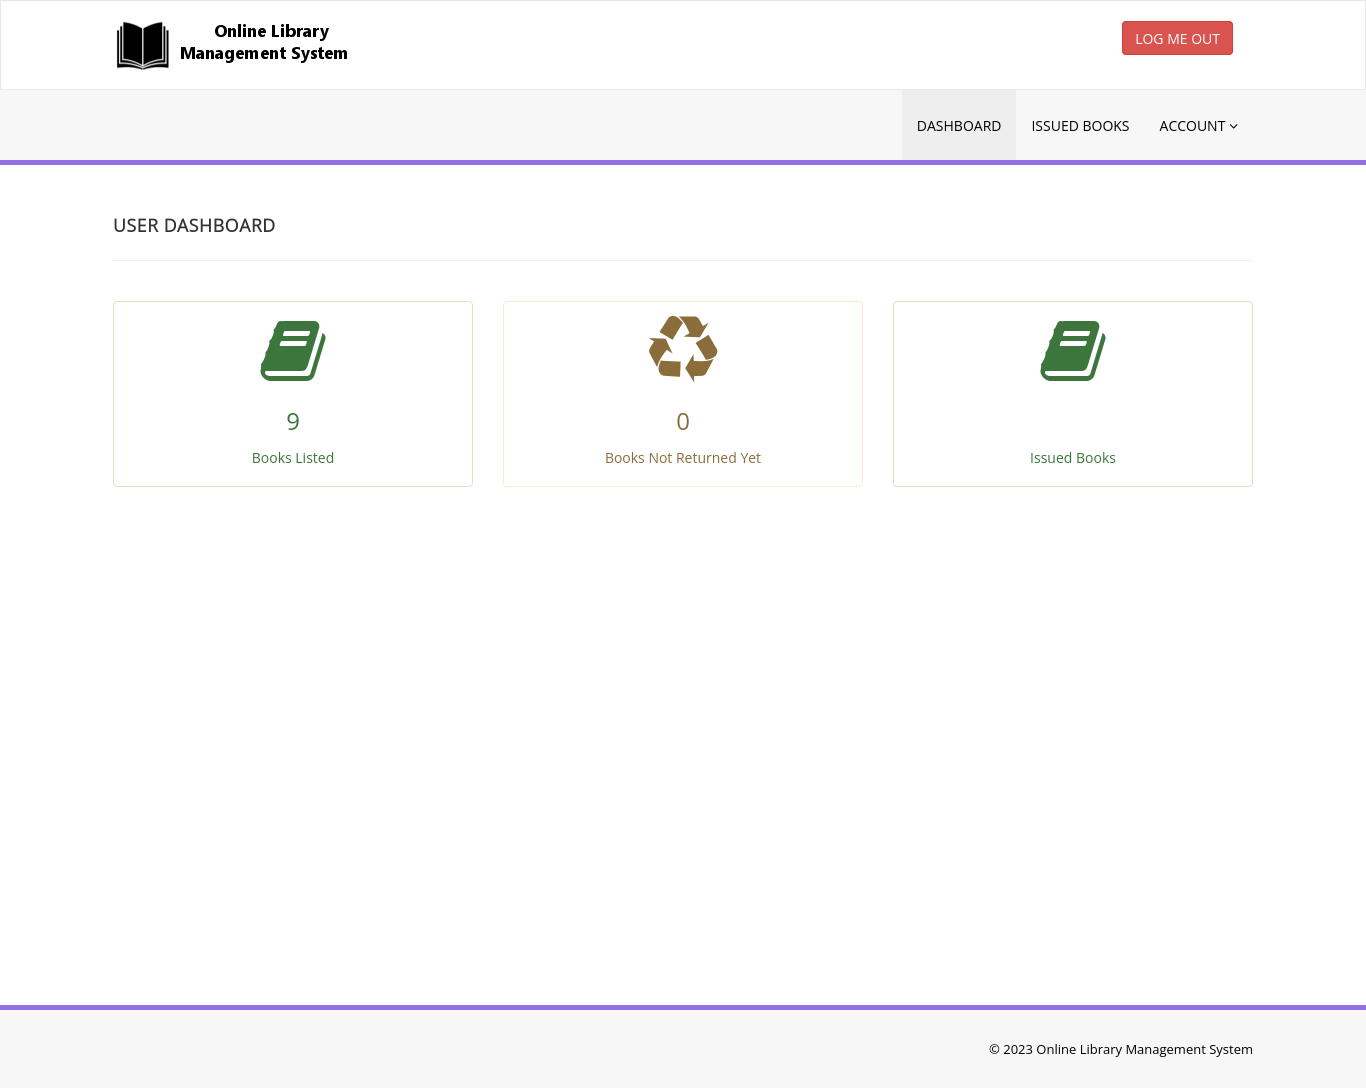 Online Library
Management System
LOG ME OUT
DASHBOARD
ISSUED BOOKS
ACCOUNT
USER DASHBOARD
9
Books Listed
0
Books Not Returned Yet
Issued Books
© 2023 Online Library Management System